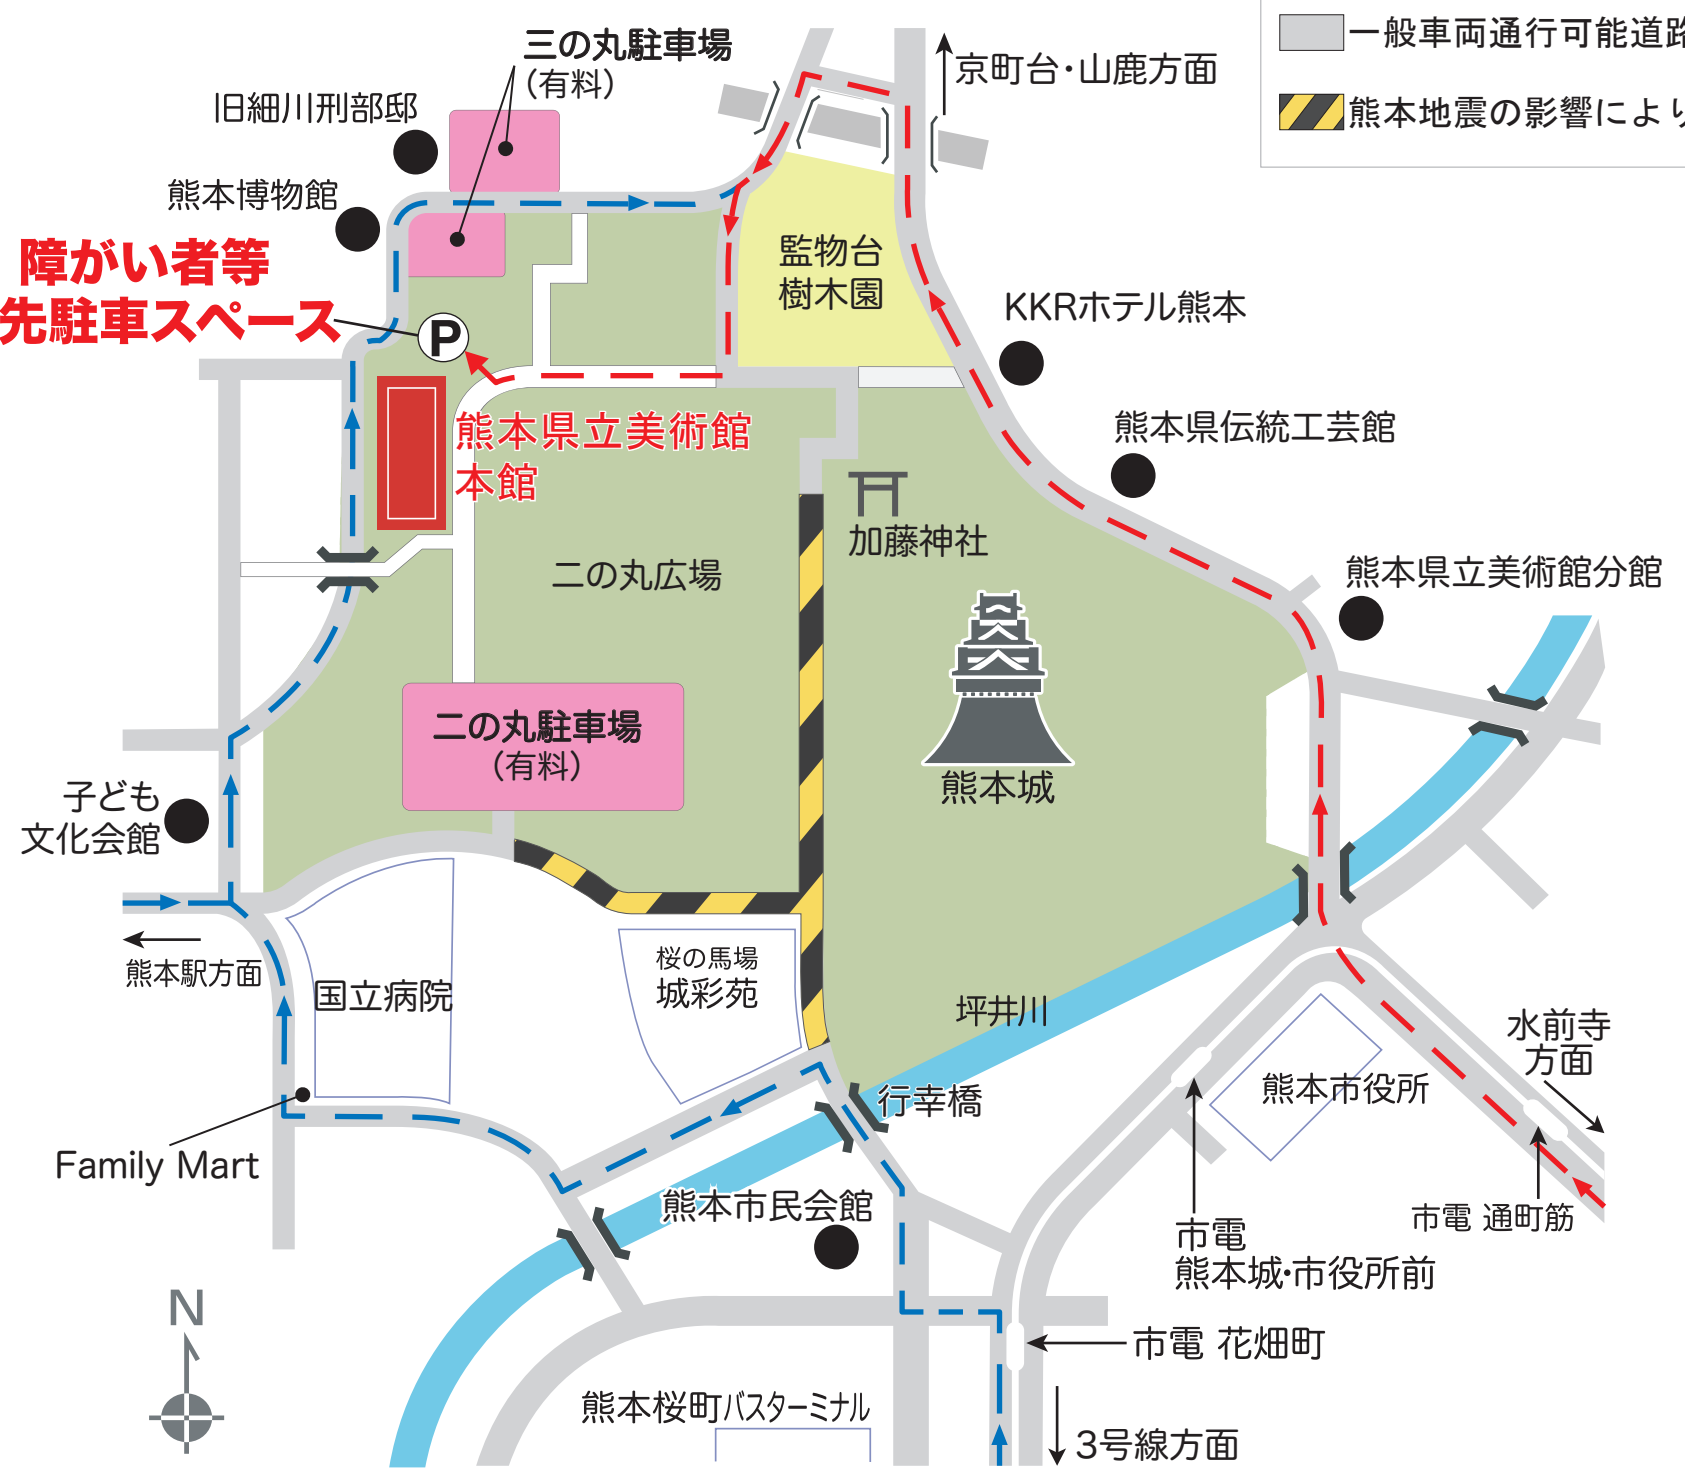 一般車両通行可能道路
熊本地震の影響により
三の丸駐車場
(有料)
京町台・山鹿方面
旧細川刑部邸
熊本博物館
障がい者等
先駐車スペース
P
監物台
樹木園
KKRホテル熊本
熊本県伝統工芸館
熊本県立美術館
本館
加藤神社
二の丸広場
熊本県立美術館分館
二の丸駐車場
(有料)
熊本城
子ども
文化会館
熊本駅方面
国立病院
桜の馬場
城彩苑
坪井川
行幸橋
水前寺
方面
熊本市役所
Family Mart
熊本市民会館
市電 通町筋
市電
熊本城・市役所前
N
市電 花畑町
熊本桜町バスターミナル
3号線方面